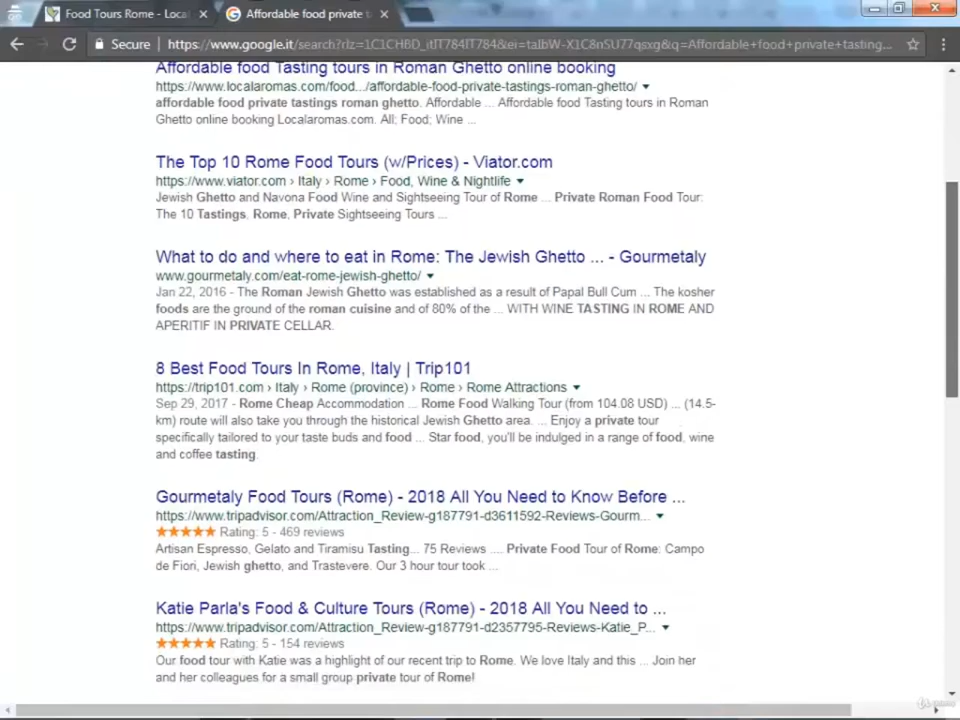 Food Tours Rome - Loca
Affordable food private t
Secure
https://www.google.it/search?rlz=1C1CHBD_itIT784IT784&ei=taIbW-X1C8nSU77qsxg&q=Affordable+food+private+tasting...
Affordable food Tasting tours in Roman Ghetto online booking
https://www.localaromas.com/food.../affordable-food-private-tastings-roman-ghetto/
affordable food private tastings roman ghetto. Affordable ... Affordable food Tasting tours in Roman
Ghetto online booking Localaromas.com. All; Food; Wine ...
The Top 10 Rome Food Tours (w/Prices) - Viator.com
https://www.viator.com › Italy › Rome › Food, Wine & Nightlife
Jewish Ghetto and Navona Food Wine and Sightseeing Tour of Rome ... Private Roman Food Tour:
The 10 Tastings. Rome, Private Sightseeing Tours ...
What to do and where to eat in Rome: The Jewish Ghetto ... - Gourmetaly
www.gourmetaly.com/eat-rome-jewish-ghetto/
Jan 22, 2016 - The Roman Jewish Ghetto was established as a result of Papal Bull Cum ... The kosher
foods are the ground of the roman cuisine and of 80% of the ... WITH WINE TASTING IN ROME AND
APERITIF IN PRIVATE CELLAR.
8 Best Food Tours In Rome, Italy | Trip101
https://trip101.com › Italy › Rome (province) › Rome › Rome Attractions
Sep 29, 2017 - Rome Cheap Accommodation ... Rome Food Walking Tour (from 104.08 USD) ... (14.5-
km) route will also take you through the historical Jewish Ghetto area. ... Enjoy a private tour
specifically tailored to your taste buds and food ... Star food, you'll be indulged in a range of food, wine
and coffee tasting.
Gourmetaly Food Tours (Rome) - 2018 All You Need to Know Before ...
https://www.tripadvisor.com/Attraction_Review-g187791-d3611592-Reviews-Gourm...
Rating: 5 - 469 reviews
Artisan Espresso, Gelato and Tiramisu Tasting... 75 Reviews .... Private Food Tour of Rome: Campo
de Fiori, Jewish ghetto, and Trastevere. Our 3 hour tour took ...
Katie Parla's Food & Culture Tours (Rome) - 2018 All You Need to ...
https://www.tripadvisor.com/Attraction_Review-g187791-d2357795-Reviews-Katie_P...
Rating: 5 - 154 reviews
Our food tour with Katie was a highlight of our recent trip to Rome. We love Italy and this ... Join her
and her colleagues for a small group private tour of Rome!